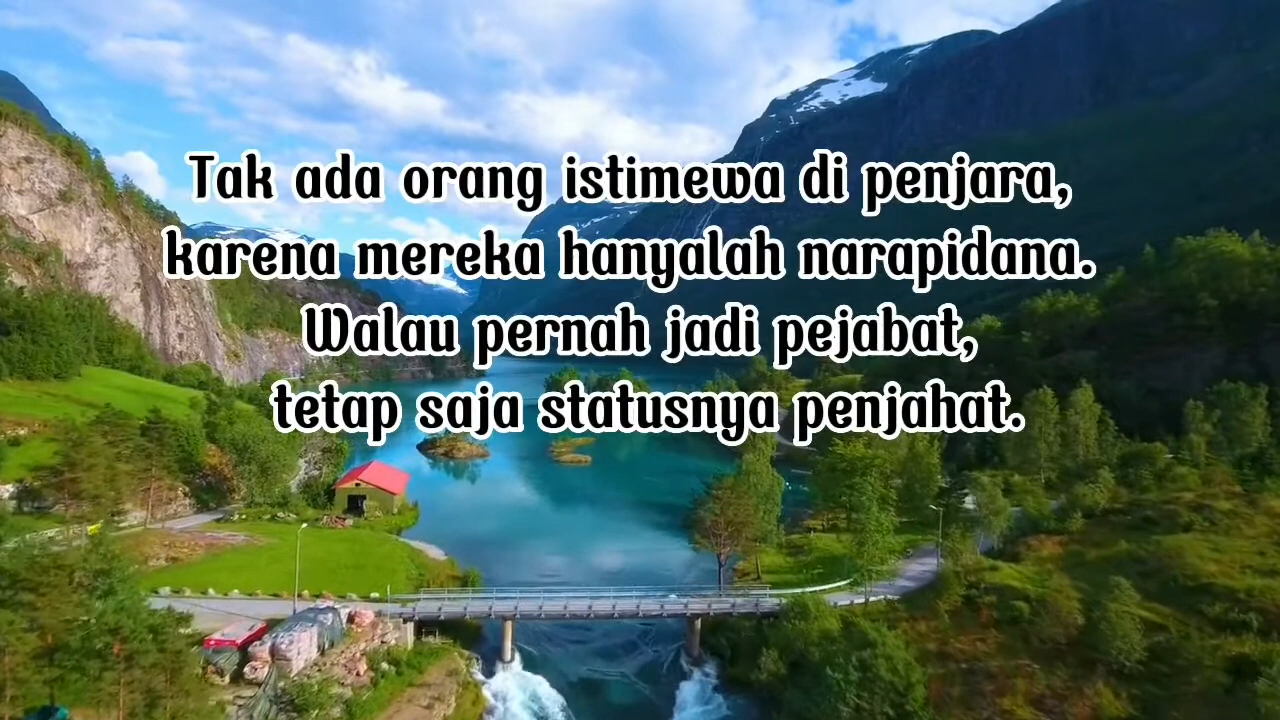 Tak ada orang istimewa di penjara,
karena mereka hanyalah narapidana.
Walau pernah jadi pejabat,
tetap saja statusnya penjahat.